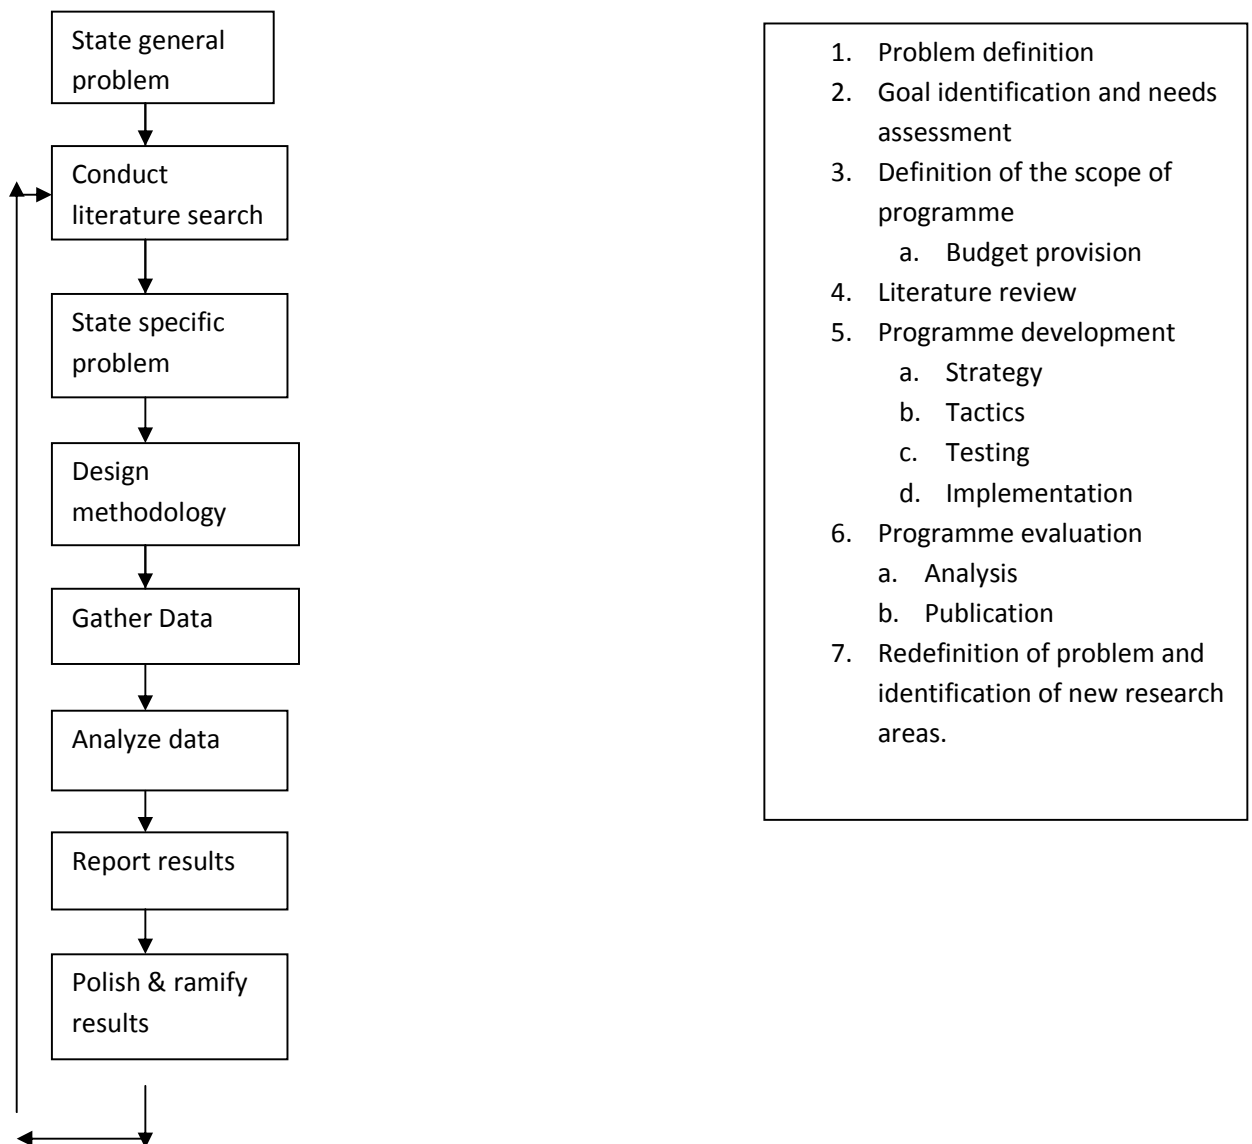 State general
problem
Conduct
literature search
State specific
problem
Design
methodology
Gather Data
Analyze data
Report results
Polish & ramify
results
1. Problem definition
2. Goal identification and needs
assessment
3. Definition of the scope of
programme
a. Budget provision
4. Literature review
5. Programme development
a. Strategy
b. Tactics
c. Testing
d. Implementation
6. Programme evaluation
a. Analysis
b. Publication
7. Redefinition of problem and
identification of new research
areas.